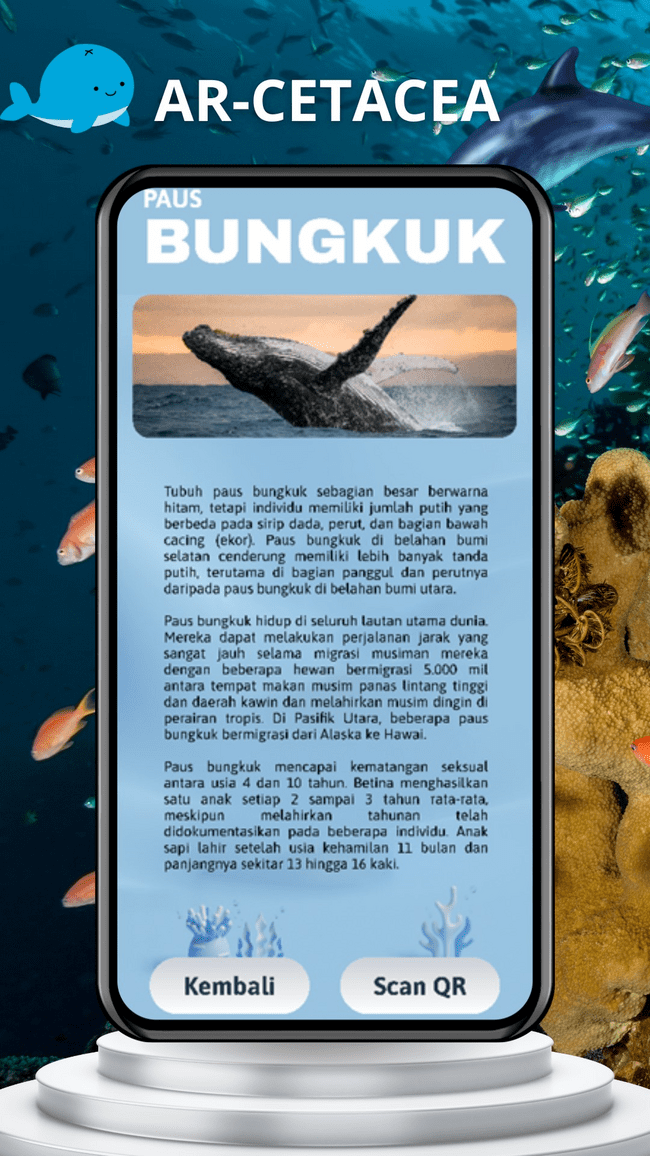 AR-CETACEA
PAUS
BUNGKUK
Tubuh paus bungkuk sebagian besar berwarna
hitam, tetapi individu memiliki jumlah putih yang
berbeda pada sirip dada, perut, dan bagian bawah
cacing (ekor). Paus bungkuk di belahan bumi
selatan cenderung memiliki lebih banyak tanda
putih, terutama di bagian panggul dan perutnya
daripada paus bungkuk di belahan bumi utara.
Paus bungkuk hidup di seluruh lautan utama dunia.
Mereka dapat melakukan perjalanan jarak yang
sangat jauh selama migrasi musiman mereka
dengan beberapa hewan bermigrasi 5.000 mil
antara tempat makan musim panas lintang tinggi
dan daerah kawin dan melahirkan musim dingin di
perairan tropis. Di Pasifik Utara, beberapa paus
bungkuk bermigrasi dari Alaska ke Hawai.
Paus bungkuk mencapai kematangan seksual
antara usia 4 dan 10 tahun. Betina menghasilkan
satu anak setiap 2 sampai 3 tahun rata-rata,
meskipun melahirkan tahunan telah
didokumentasikan pada beberapa individu. Anak
sapi lahir setelah usia kehamilan 11 bulan dan
panjangnya sekitar 13 hingga 16 kaki.
Kembali
Scan QR